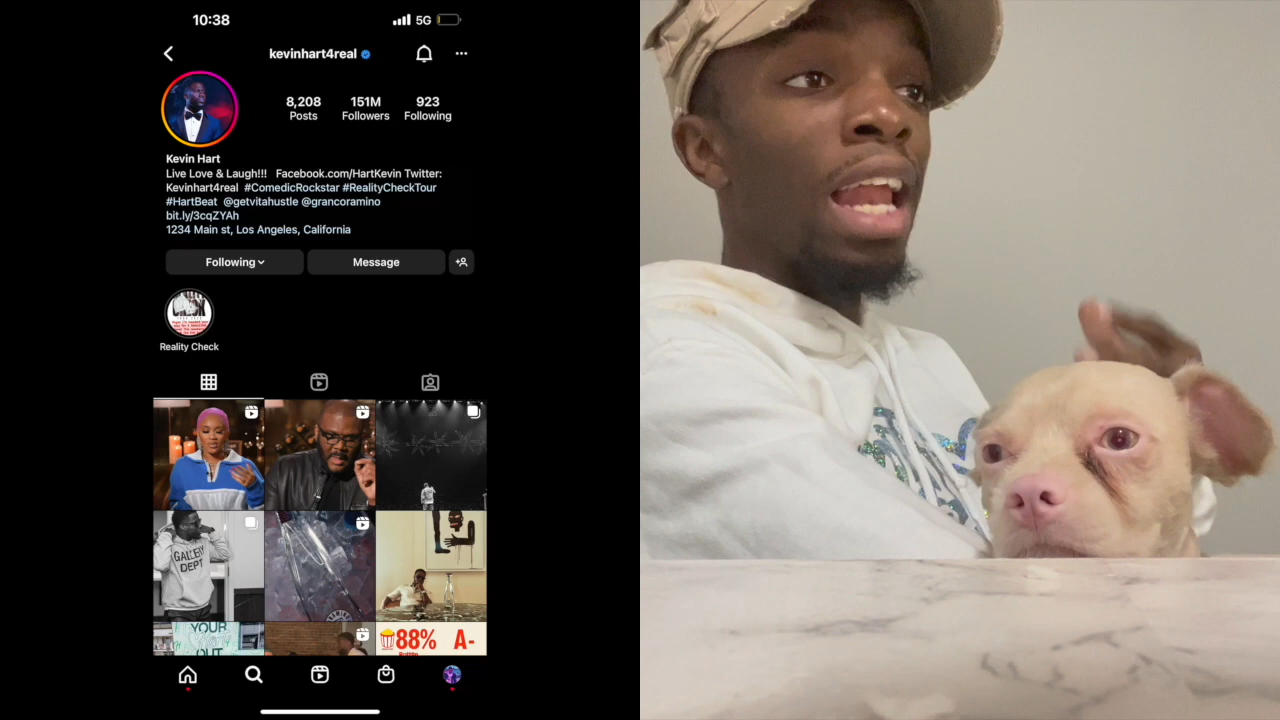 10:38
5G
kevinhart4real
8,208
Posts
151M
Followers
923
Following
Kevin Hart
Live Love & Laugh!!! Facebook.com/HartKevin Twitter:
Kevinhart4real #ComedicRockstar #RealityCheckTour
#HartBeat @getvitahustle @grancoramino
bit.ly/3cqZYAh
1234 Main st, Los Angeles, California
Following
Message
Reality Check
GALLERY
DEPT
YOUR
OUT
88%
A-